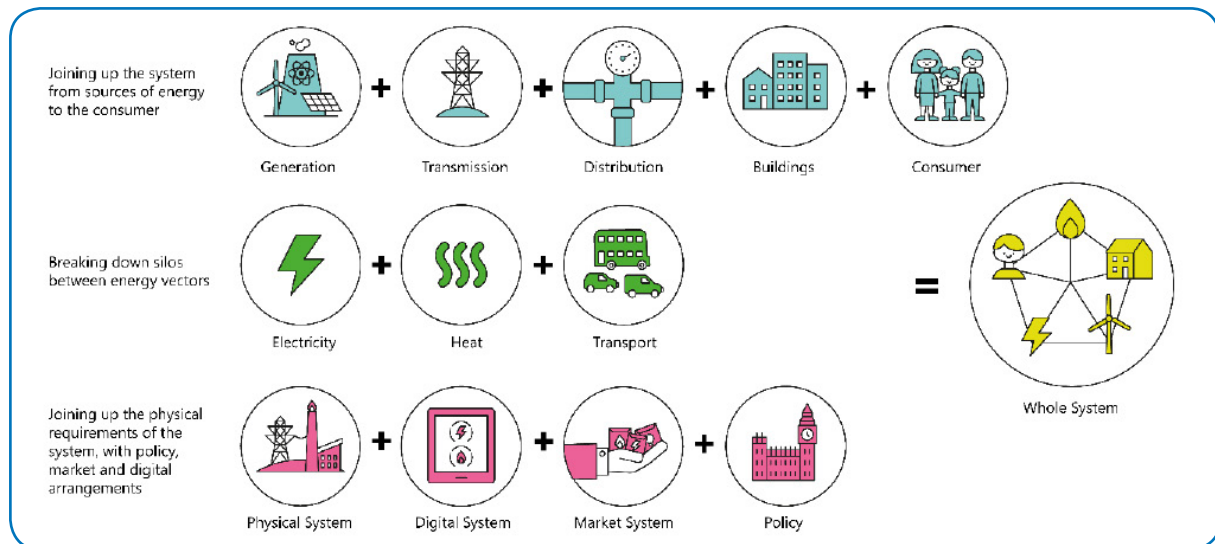 Joining up the system
from sources of energy
to the consumer
+
+
+
+
Generation
Transmission
Distribution
Buildings
Consumer
Breaking down silos
between energy vectors
+
+
=
Electricity
Heat
Transport
Whole System
Joining up the physical
requirements of the
system, with policy,
market and digital
arrangements
+
+
+
Physical System
Digital System
Market System
Policy